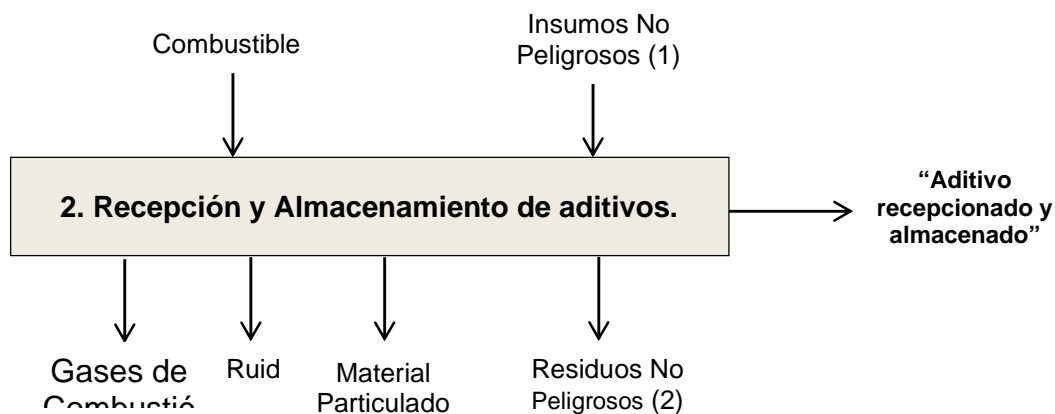 Combustible
Insumos No
Peligrosos (1)
2. Recepción y Almacenamiento de aditivos.
“Aditivo
recepcionado y
almacenado”
Gases de
Combustió
Ruid
Material
Particulado
Residuos No
Peligrosos (2)